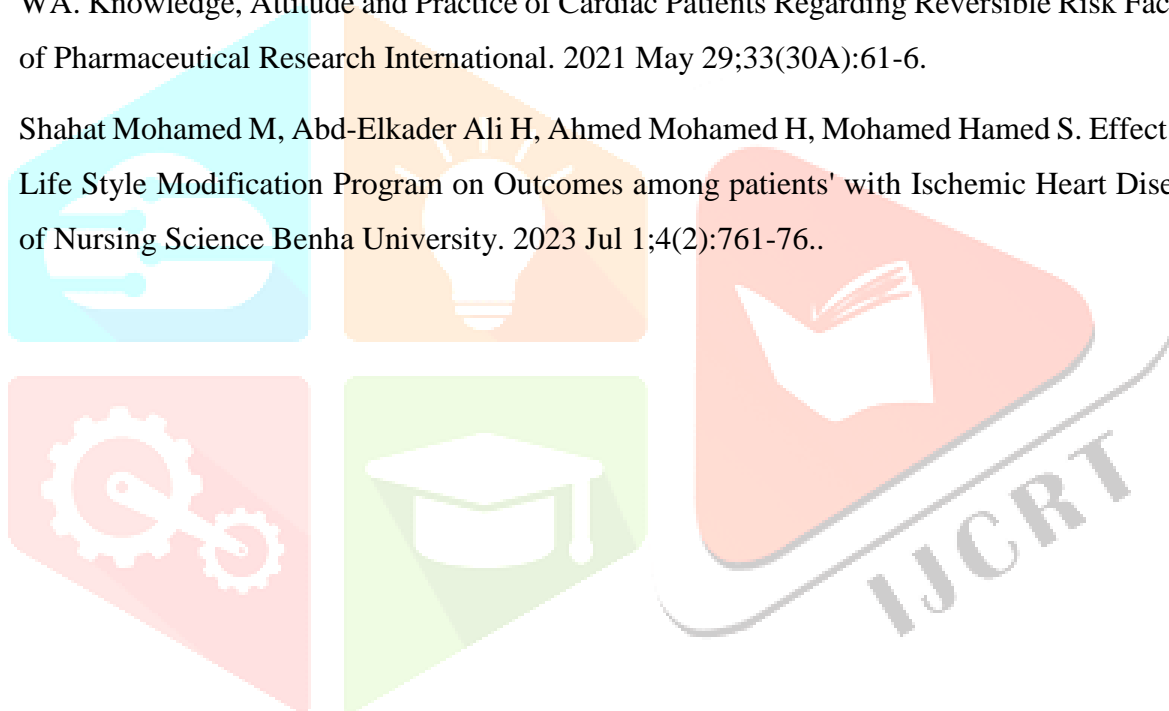 WA. Knowledge, Attitude and Practice of Cardiac Patients Regarding Reversible Risk Fac
of Pharmaceutical Research International. 2021 May 29;33(30A):61-6.
Shahat Mohamed M, Abd-Elkader Ali H, Ahmed Mohamed H, Mohamed Hamed S. Effect
Life Style Modification Program on Outcomes among patients' with Ischemic Heart Dise
of Nursing Science Benha University. 2023 Jul 1;4(2):761-76..
IJCRT